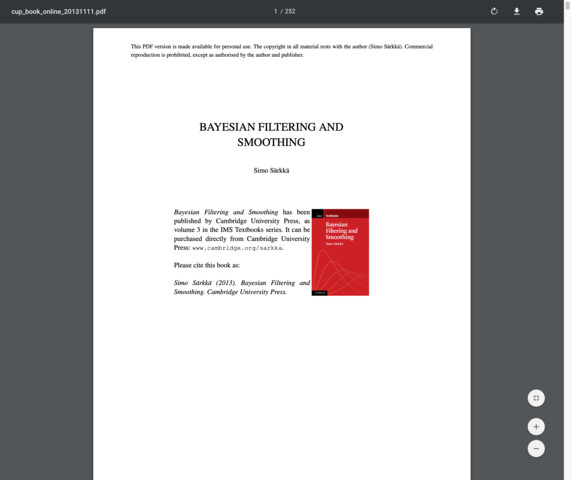 cup_book_online_20131111.pdf
1 / 252
This PDF version is made available for personal use. The copyright in all material rests with the author (Simo Särkkä). Commercial
reproduction is prohibited, except as authorised by the author and publisher.
BAYESIAN FILTERING AND
SMOOTHING
Simo Särkkä
Bayesian Filtering and Smoothing has been
published by Cambridge University Press, as
volume 3 in the IMS Textbooks series. It can be
purchased directly from Cambridge University
Press: www.cambridge.org/sarkka.
Please cite this book as:
Simo Särkkä (2013). Bayesian Filtering and
Smoothing. Cambridge University Press.
Textbooks
Bayesian
Filtering and
Smoothing
Simo Särkkä